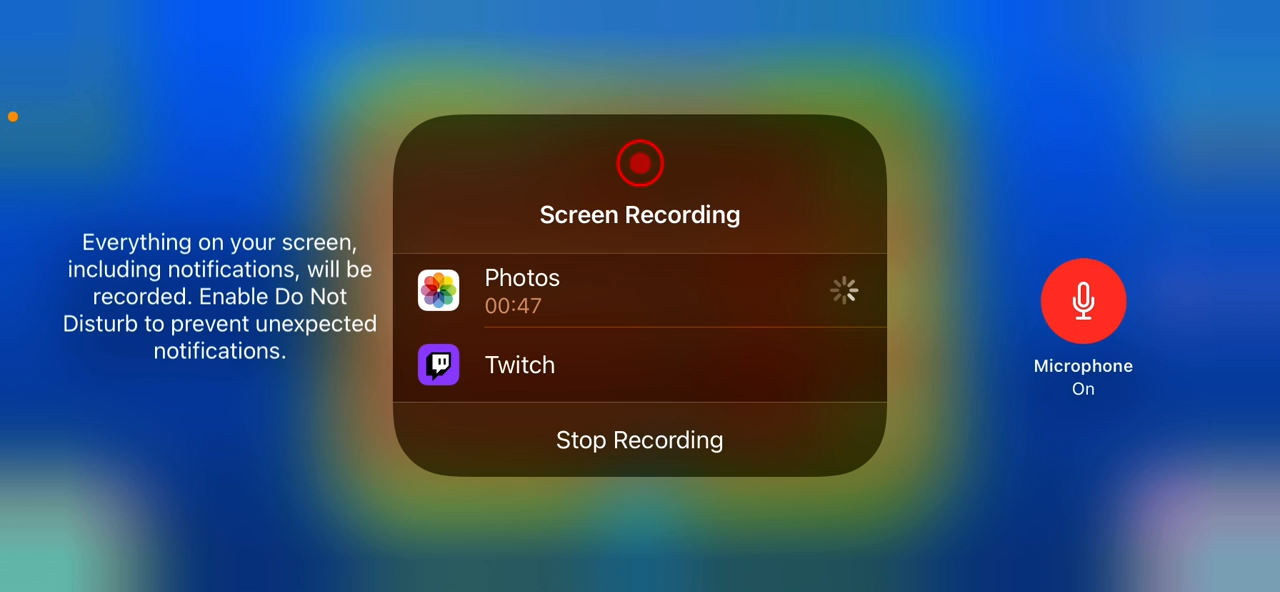 Screen Recording
Everything on your screen,
including notifications, will be
recorded. Enable Do Not
Disturb to prevent unexpected
notifications.
Photos
00:47
Twitch
Stop Recording
Microphone
On